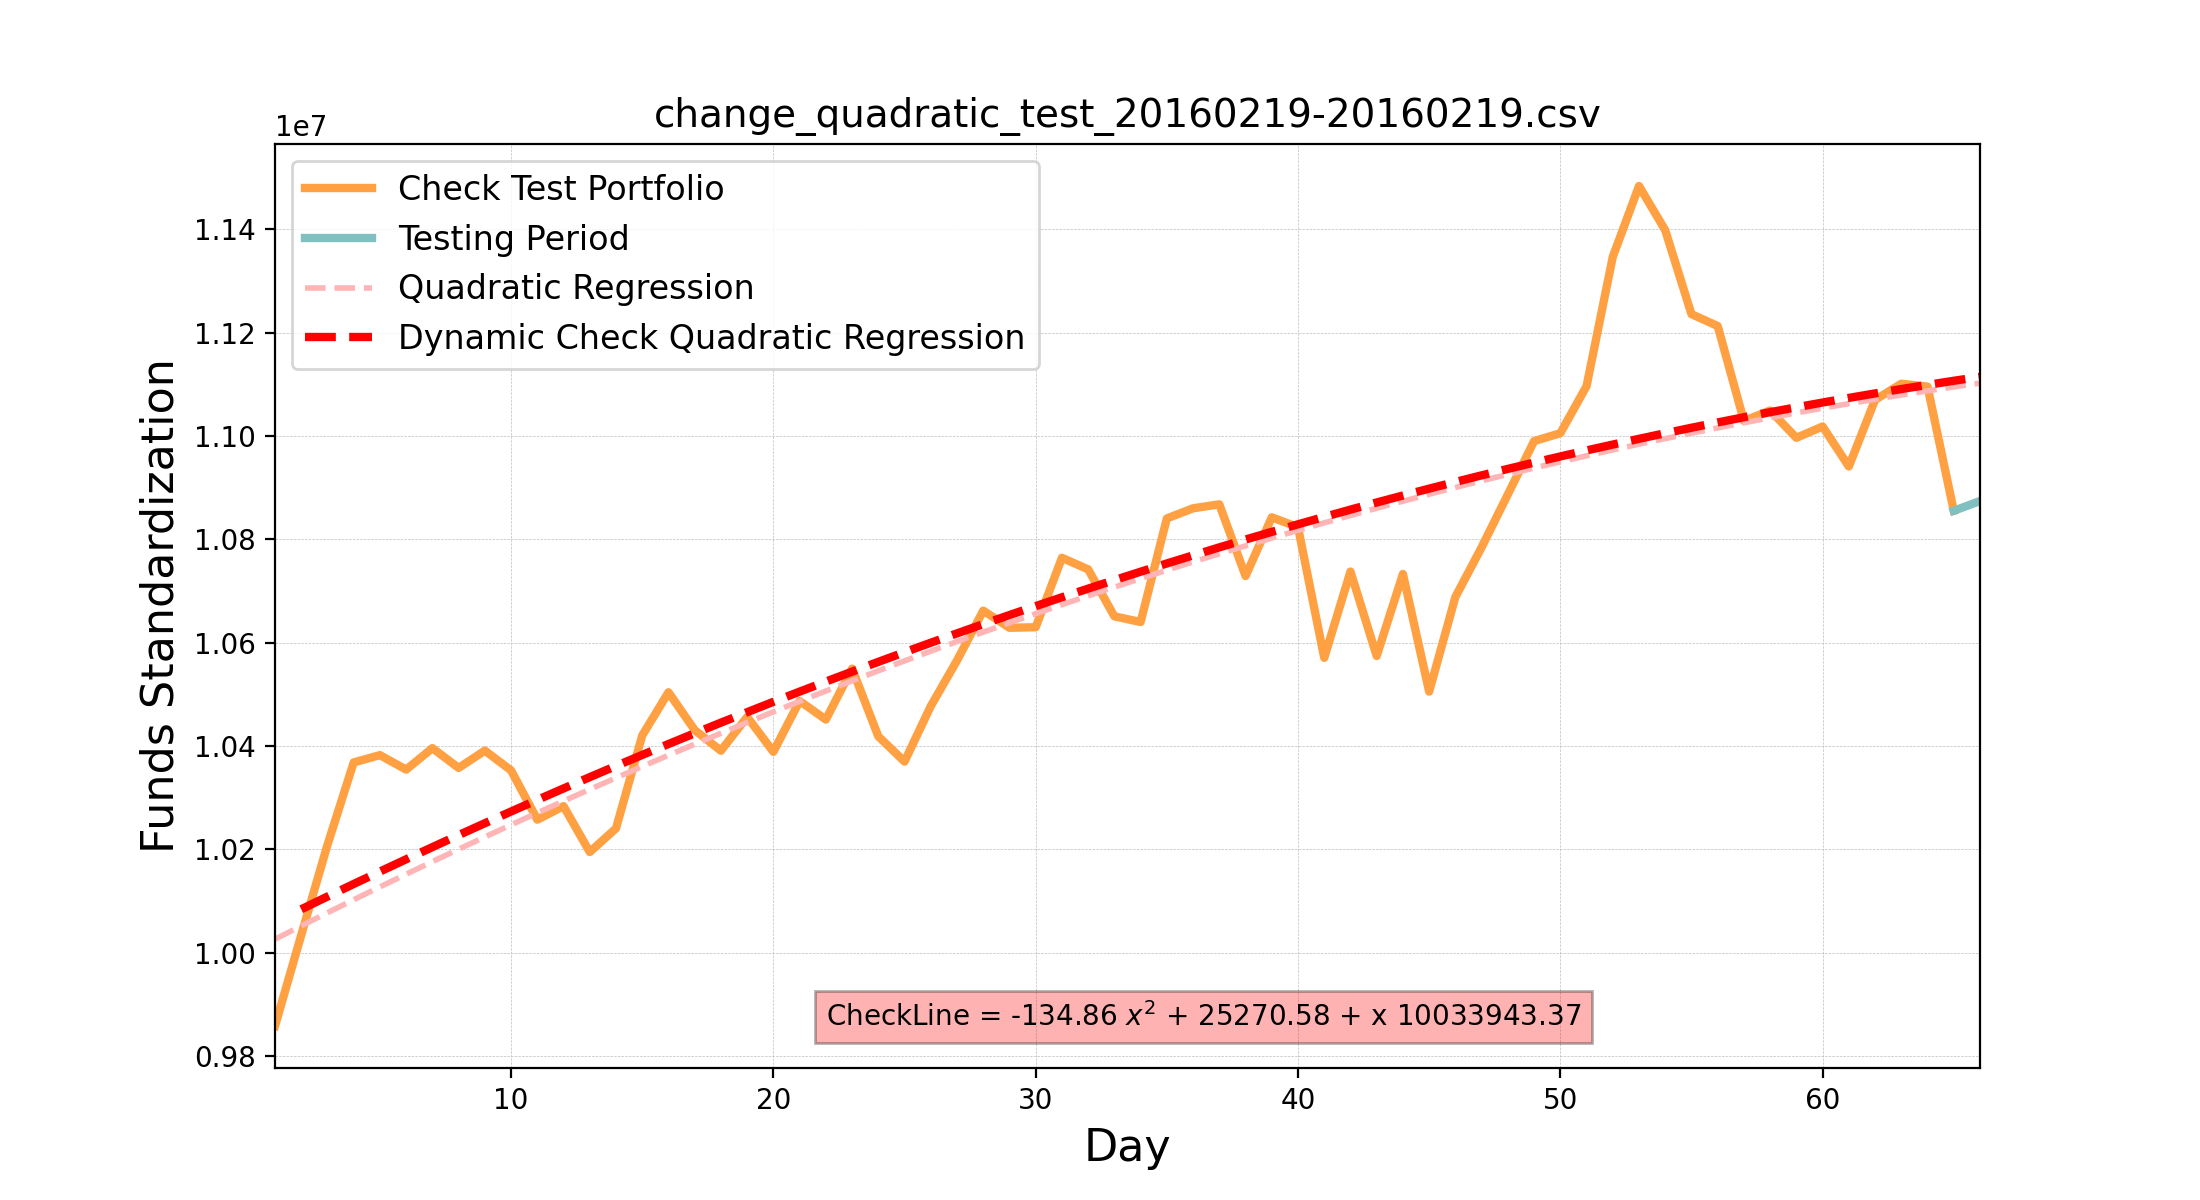 change_quadratic_test_20160219-20160219.csv
1e7
Check Test Portfolio
Testing Period
Quadratic Regression
Dynamic Check Quadratic Regression
1.14
1.12
1.10
1.08
1.06
1.04
1.02
1.00
0.98
Funds Standardization
CheckLine = -134.86 x² + 25270.58 + x 10033943.37
10 20 30 40 50 60
Day